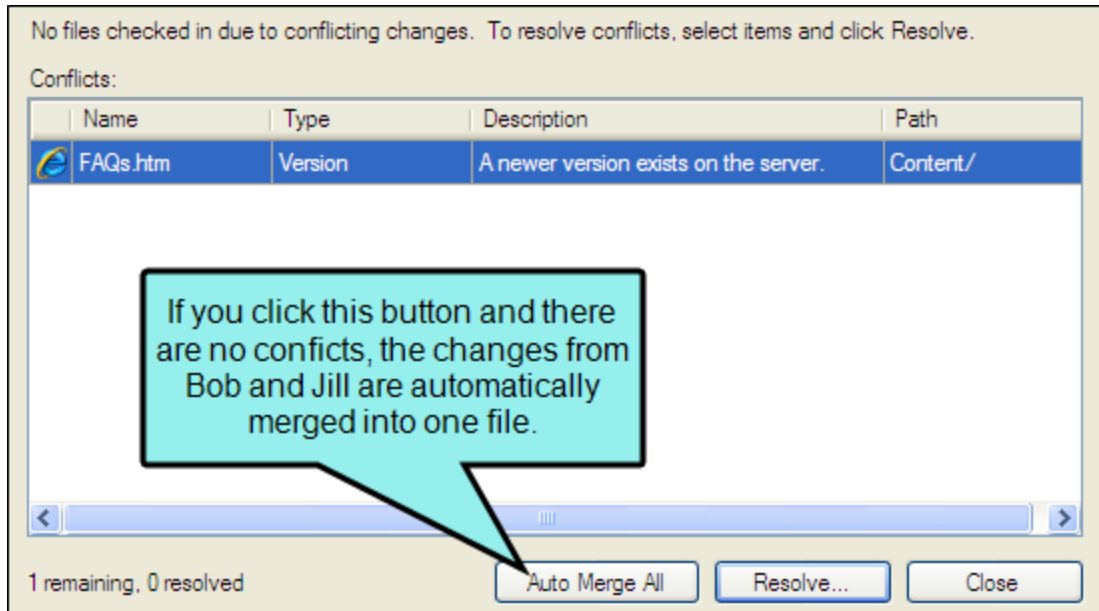 No files checked in due to conflicting changes.  To resolve conflicts, select items and click Resolve.
Conflicts:
Name Type Description Path
FAQs.htm Version A newer version exists on the server. Content/
If you click this button and there
are no conficts, the changes from
Bob and Jill are automatically
merged into one file.
1 remaining, 0 resolved Auto Merge All Resolve... Close